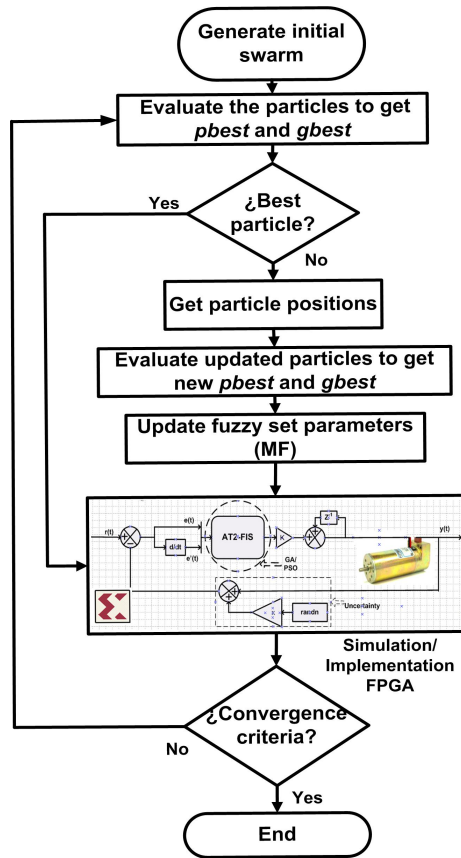 Generate initial
swarm
Evaluate the particles to get
pbest and gbest
Yes
¿Best
particle?
No
Get particle positions
Evaluate updated particles to get
new pbest and gbest
Update fuzzy set parameters
(MF)
r(t)
e(t)
d/dt
e'(t)
AT2-FIS
GA/
PSO
K
Z-1
y(t)
Uncertainty
randn
Simulation/
Implementation
FPGA
¿Convergence
criteria?
No
Yes
End